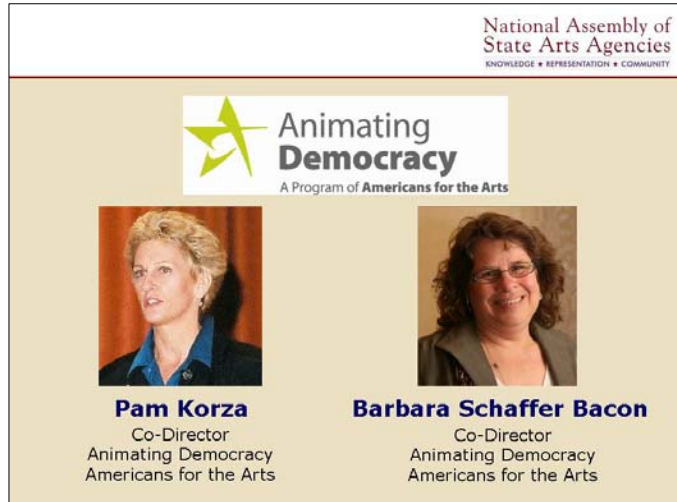 National Assembly of
State Arts Agencies
KNOWLEDGE ★ REPRESENTATION ★ COMMUNITY
Animating
Democracy
A Program of Americans for the Arts
Pam Korza
Co-Director
Animating Democracy
Americans for the Arts
Barbara Schaffer Bacon
Co-Director
Animating Democracy
Americans for the Arts